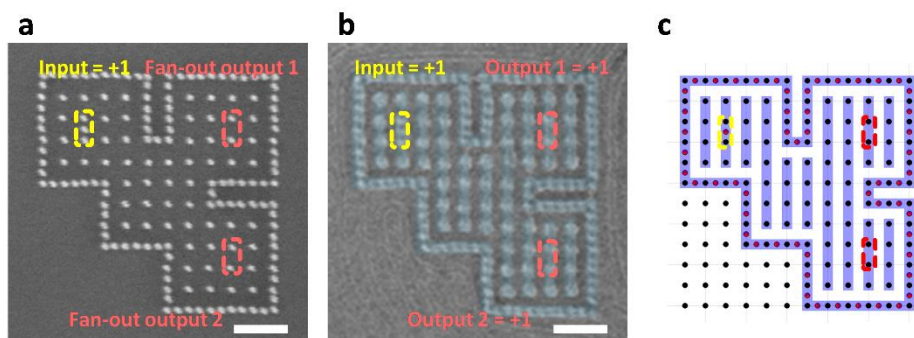 a
b
c
Input = +1
Fan-out output 1
Input = +1
Output 1 = +1
Fan-out output 2
Output 2 = +1